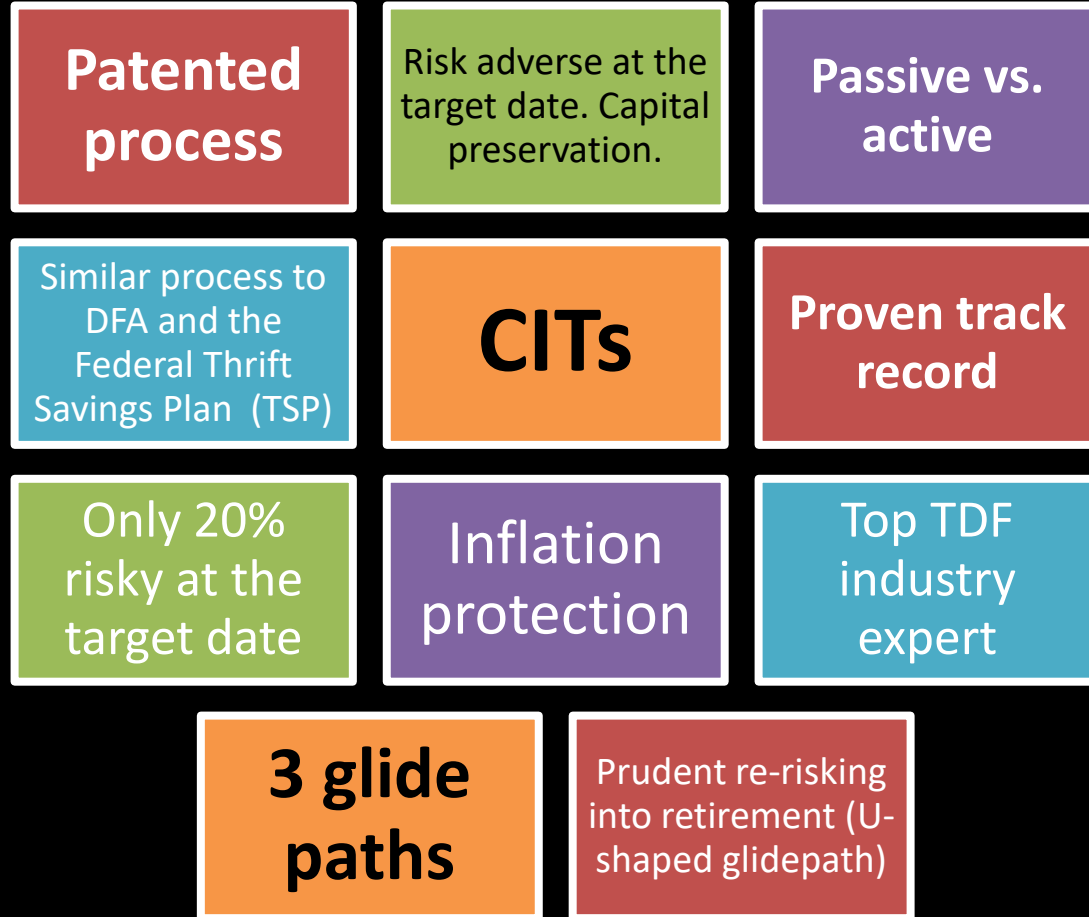 Patented
process
Risk adverse at the
target date. Capital
preservation.
Passive vs.
active
Similar process to
DFA and the
Federal Thrift
Savings Plan (TSP)
CITs
Proven track
record
Only 20%
risky at the
target date
Inflation
protection
Top TDF
industry
expert
3 glide
paths
Prudent re-risking
into retirement (U-
shaped glidepath)